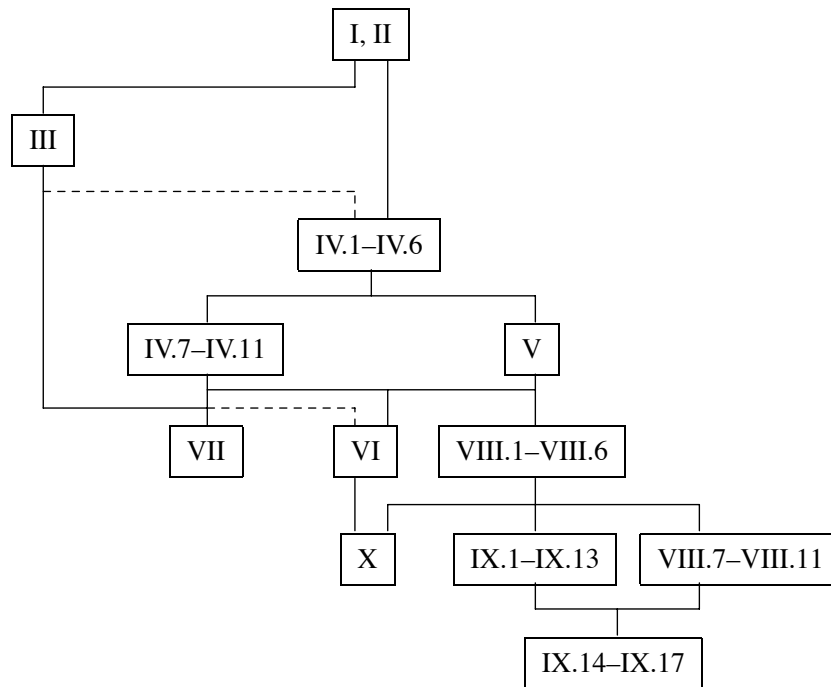 I, II
III
IV.1–IV.6
IV.7–IV.11
V
VII
VI
VIII.1–VIII.6
X
IX.1–IX.13
VIII.7–VIII.11
IX.14–IX.17